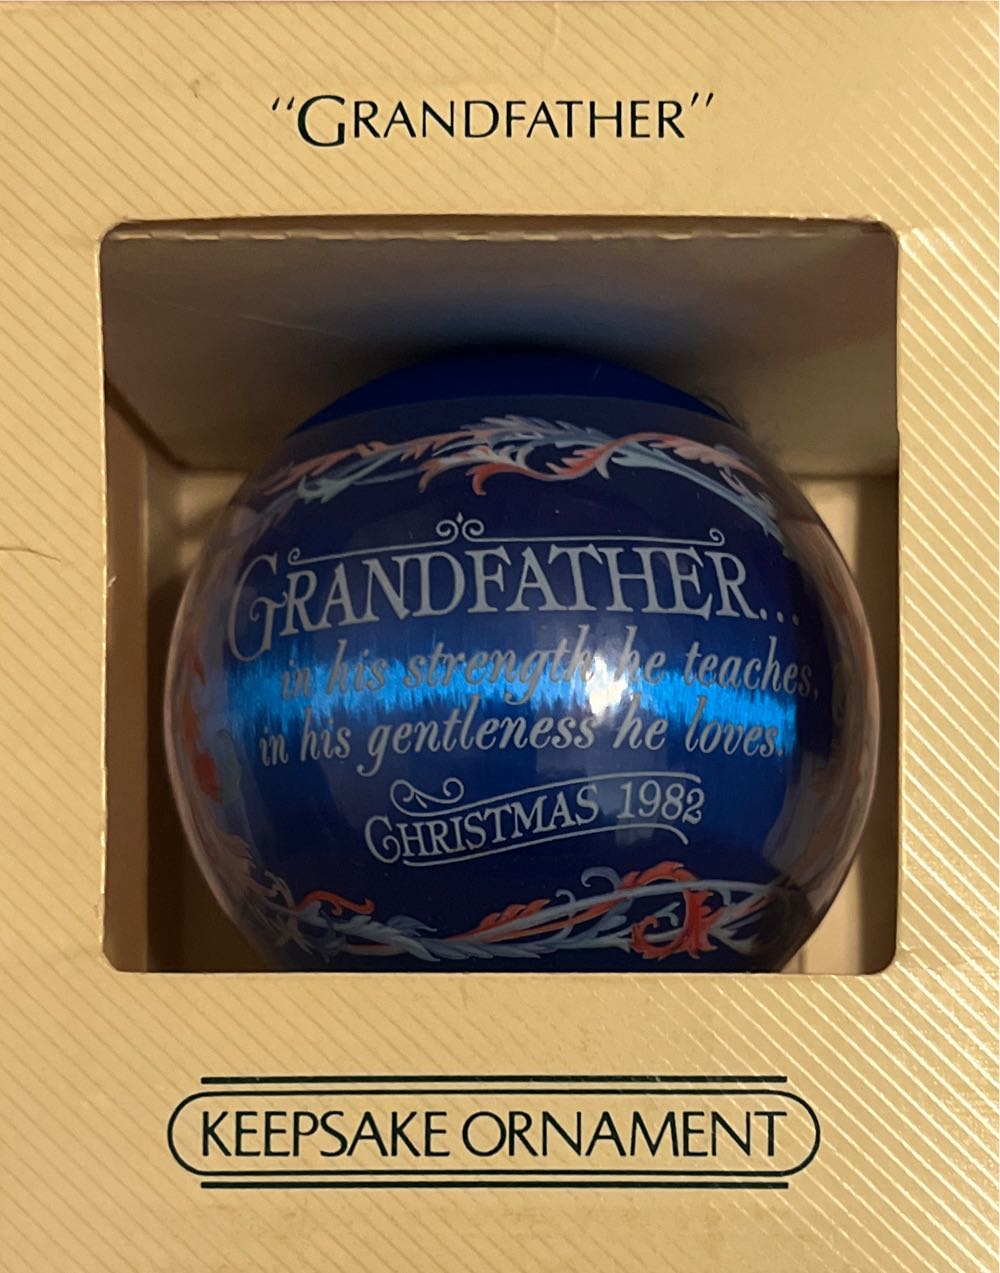 “GRANDFATHER”
GRANDFATHER...
in his strength he teaches,
in his gentleness he loves.
CHRISTMAS 1982
KEEPSAKE ORNAMENT